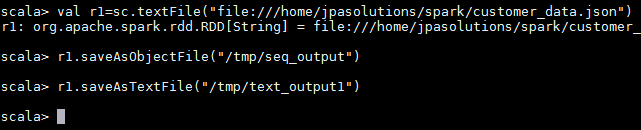 scala> val r1=sc.textFile("file:///home/jpasolutions/spark/customer_data.json")
r1: org.apache.spark.rdd.RDD[String] = file:///home/jpasolutions/spark/customer_
scala> r1.saveAsObjectFile("/tmp/seq_output")
scala> r1.saveAsTextFile("/tmp/text_output1")
scala>